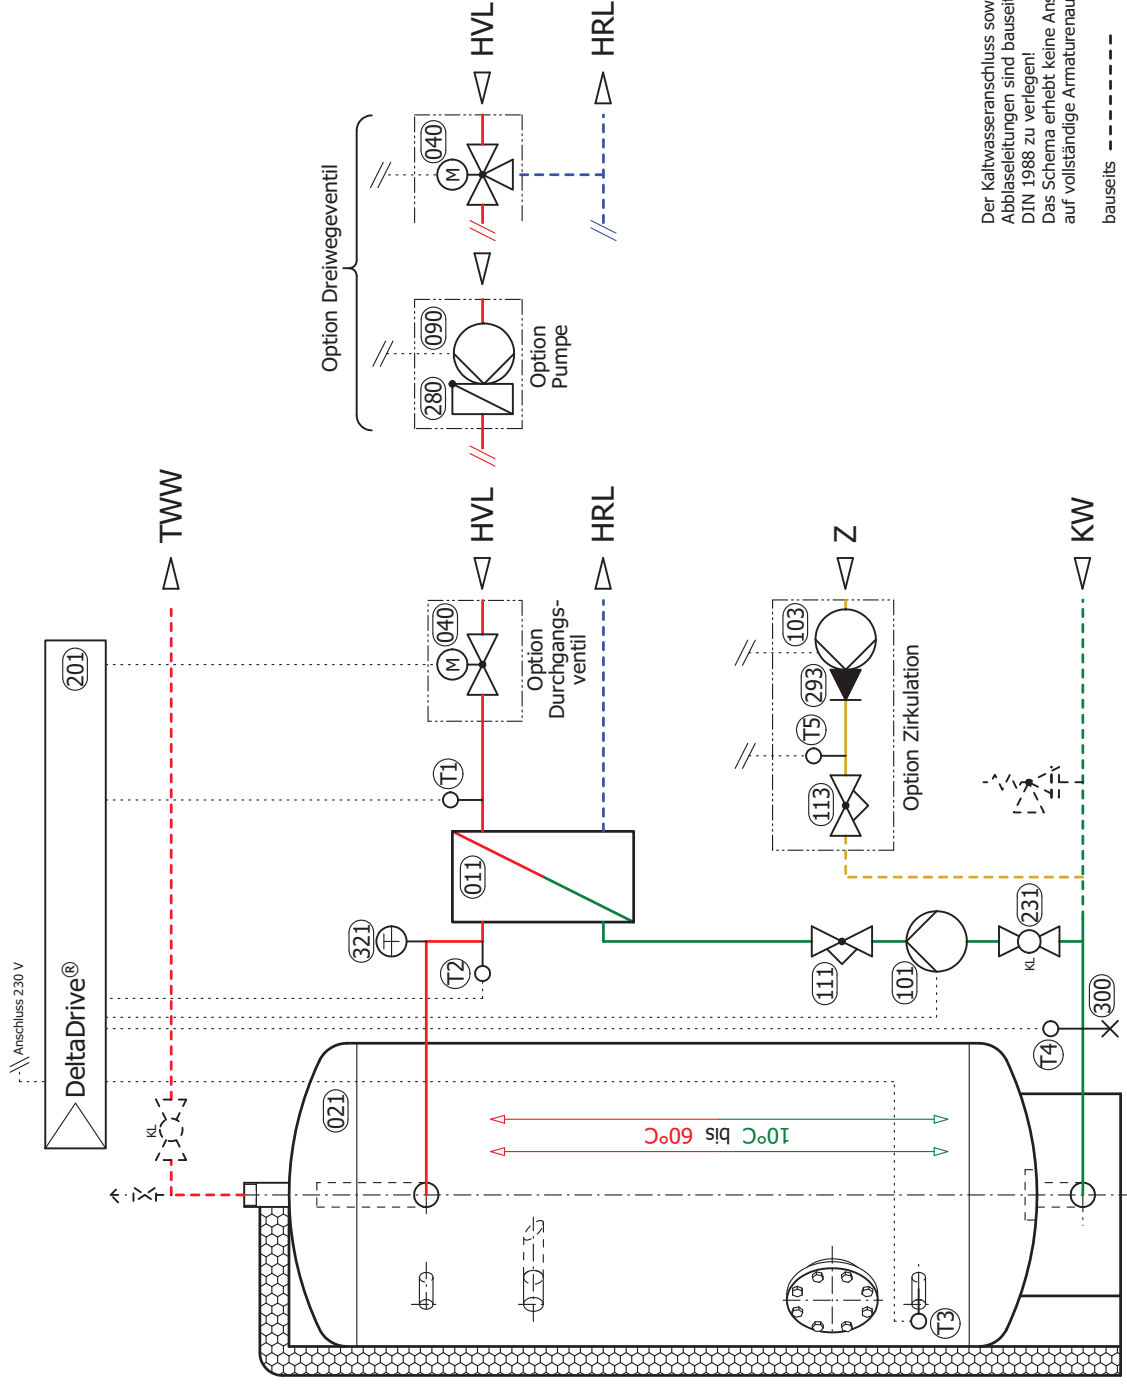 Anschluss 230 V
DeltaDrive®
201
TWW
KL
021
10°C bis 60°C
T3
T4
300
321
T2
011
T1
M
040
Option
Durchgangs-
ventil
HVL
HRL
Option Dreiwegeventil
280
090
Option
Pumpe
M
040
HVL
HRL
111
101
KL
231
113
T5
293
103
Option Zirkulation
Z
KW
Der Kaltwasseranschluss sow
Abblaseleitungen sind bauseit
DIN 1988 zu verlegen!
Das Schema erhebt keine Ans
auf vollständige Armaturenau
bauseits